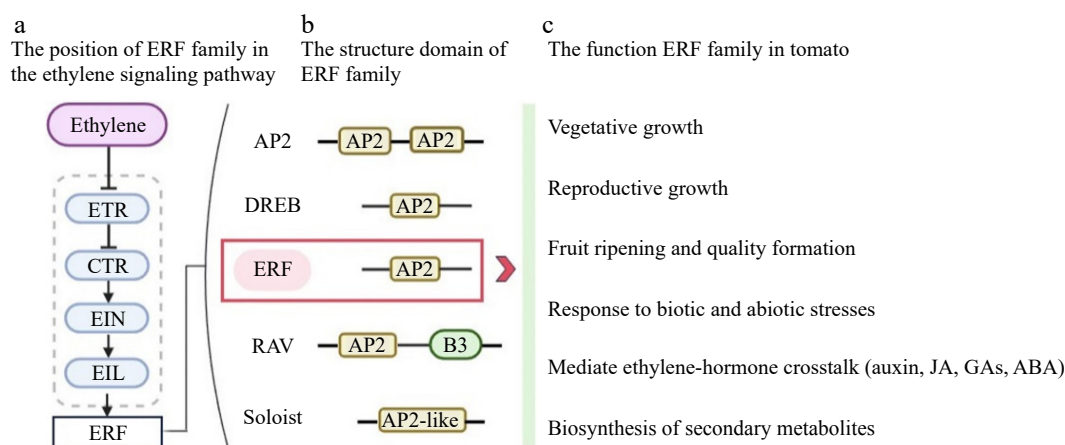 a
The position of ERF family in
the ethylene signaling pathway
Ethylene
ETR
CTR
EIN
EIL
ERF
b
The structure domain of
ERF family
AP2 AP2 AP2
DREB AP2
ERF AP2
RAV AP2 B3
Soloist AP2-like
c
The function ERF family in tomato
Vegetative growth
Reproductive growth
Fruit ripening and quality formation
Response to biotic and abiotic stresses
Mediate ethylene-hormone crosstalk (auxin, JA, GAs, ABA)
Biosynthesis of secondary metabolites